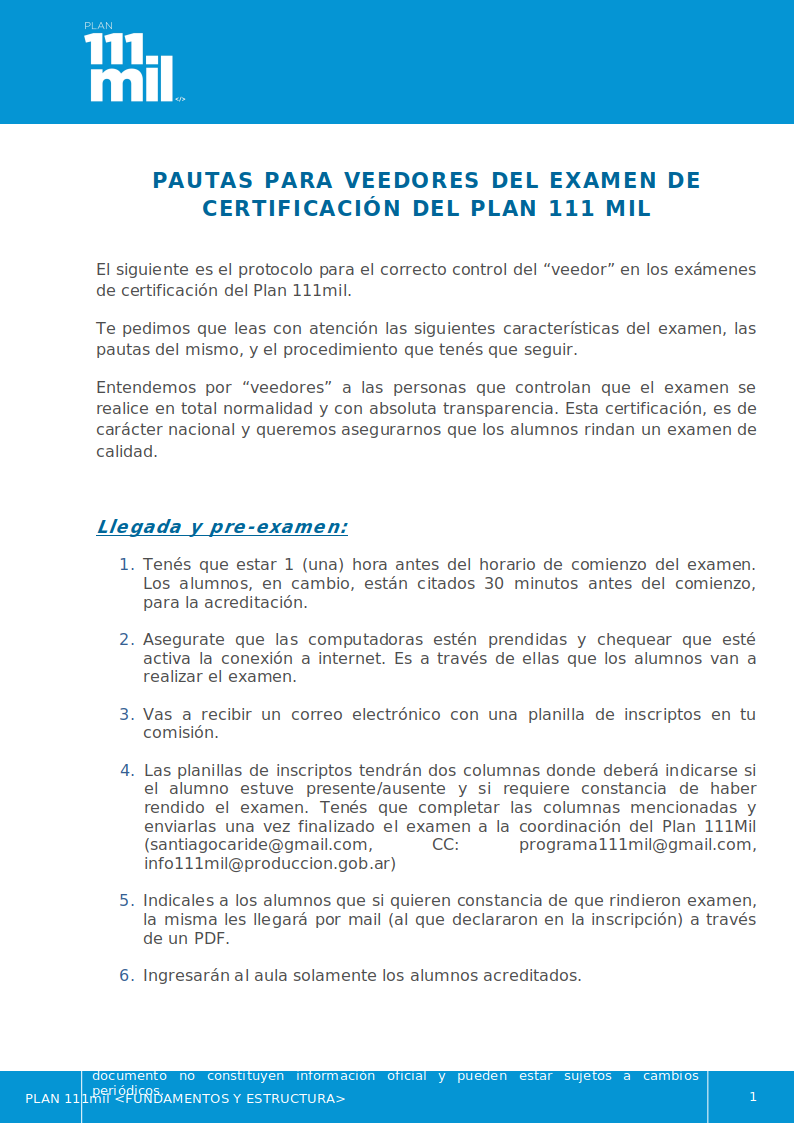 PLAN
111
mil </>
PAUTAS PARA VEEDORES DEL EXAMEN DE
CERTIFICACIÓN DEL PLAN 111 MIL
El siguiente es el protocolo para el correcto control del “veedor” en los exámenes
de certificación del Plan 111mil.
Te pedimos que leas con atención las siguientes características del examen, las
pautas del mismo, y el procedimiento que tenés que seguir.
Entendemos por “veedores” a las personas que controlan que el examen se
realice en total normalidad y con absoluta transparencia. Esta certificación, es de
carácter nacional y queremos asegurarnos que los alumnos rindan un examen de
calidad.
Llegada y pre-examen:
1. Tenés que estar 1 (una) hora antes del horario de comienzo del examen.
Los alumnos, en cambio, están citados 30 minutos antes del comienzo,
para la acreditación.
2. Asegurate que las computadoras estén prendidas y chequear que esté
activa la conexión a internet. Es a través de ellas que los alumnos van a
realizar el examen.
3. Vas a recibir un correo electrónico con una planilla de inscriptos en tu
comisión.
4. Las planillas de inscriptos tendrán dos columnas donde deberá indicarse si
el alumno estuve presente/ausente y si requiere constancia de haber
rendido el examen. Tenés que completar las columnas mencionadas y
enviarlas una vez finalizado el examen a la coordinación del Plan 111Mil
(santiagocaride@gmail.com, CC: programa111mil@gmail.com,
info111mil@produccion.gob.ar)
5. Indicales a los alumnos que si quieren constancia de que rindieron examen,
la misma les llegará por mail (al que declararon en la inscripción) a través
de un PDF.
6. Ingresarán al aula solamente los alumnos acreditados.
documento no constituyen información oficial y pueden estar sujetos a cambios
periódicos.
PLAN 111mil <FUNDAMENTOS Y ESTRUCTURA>
1